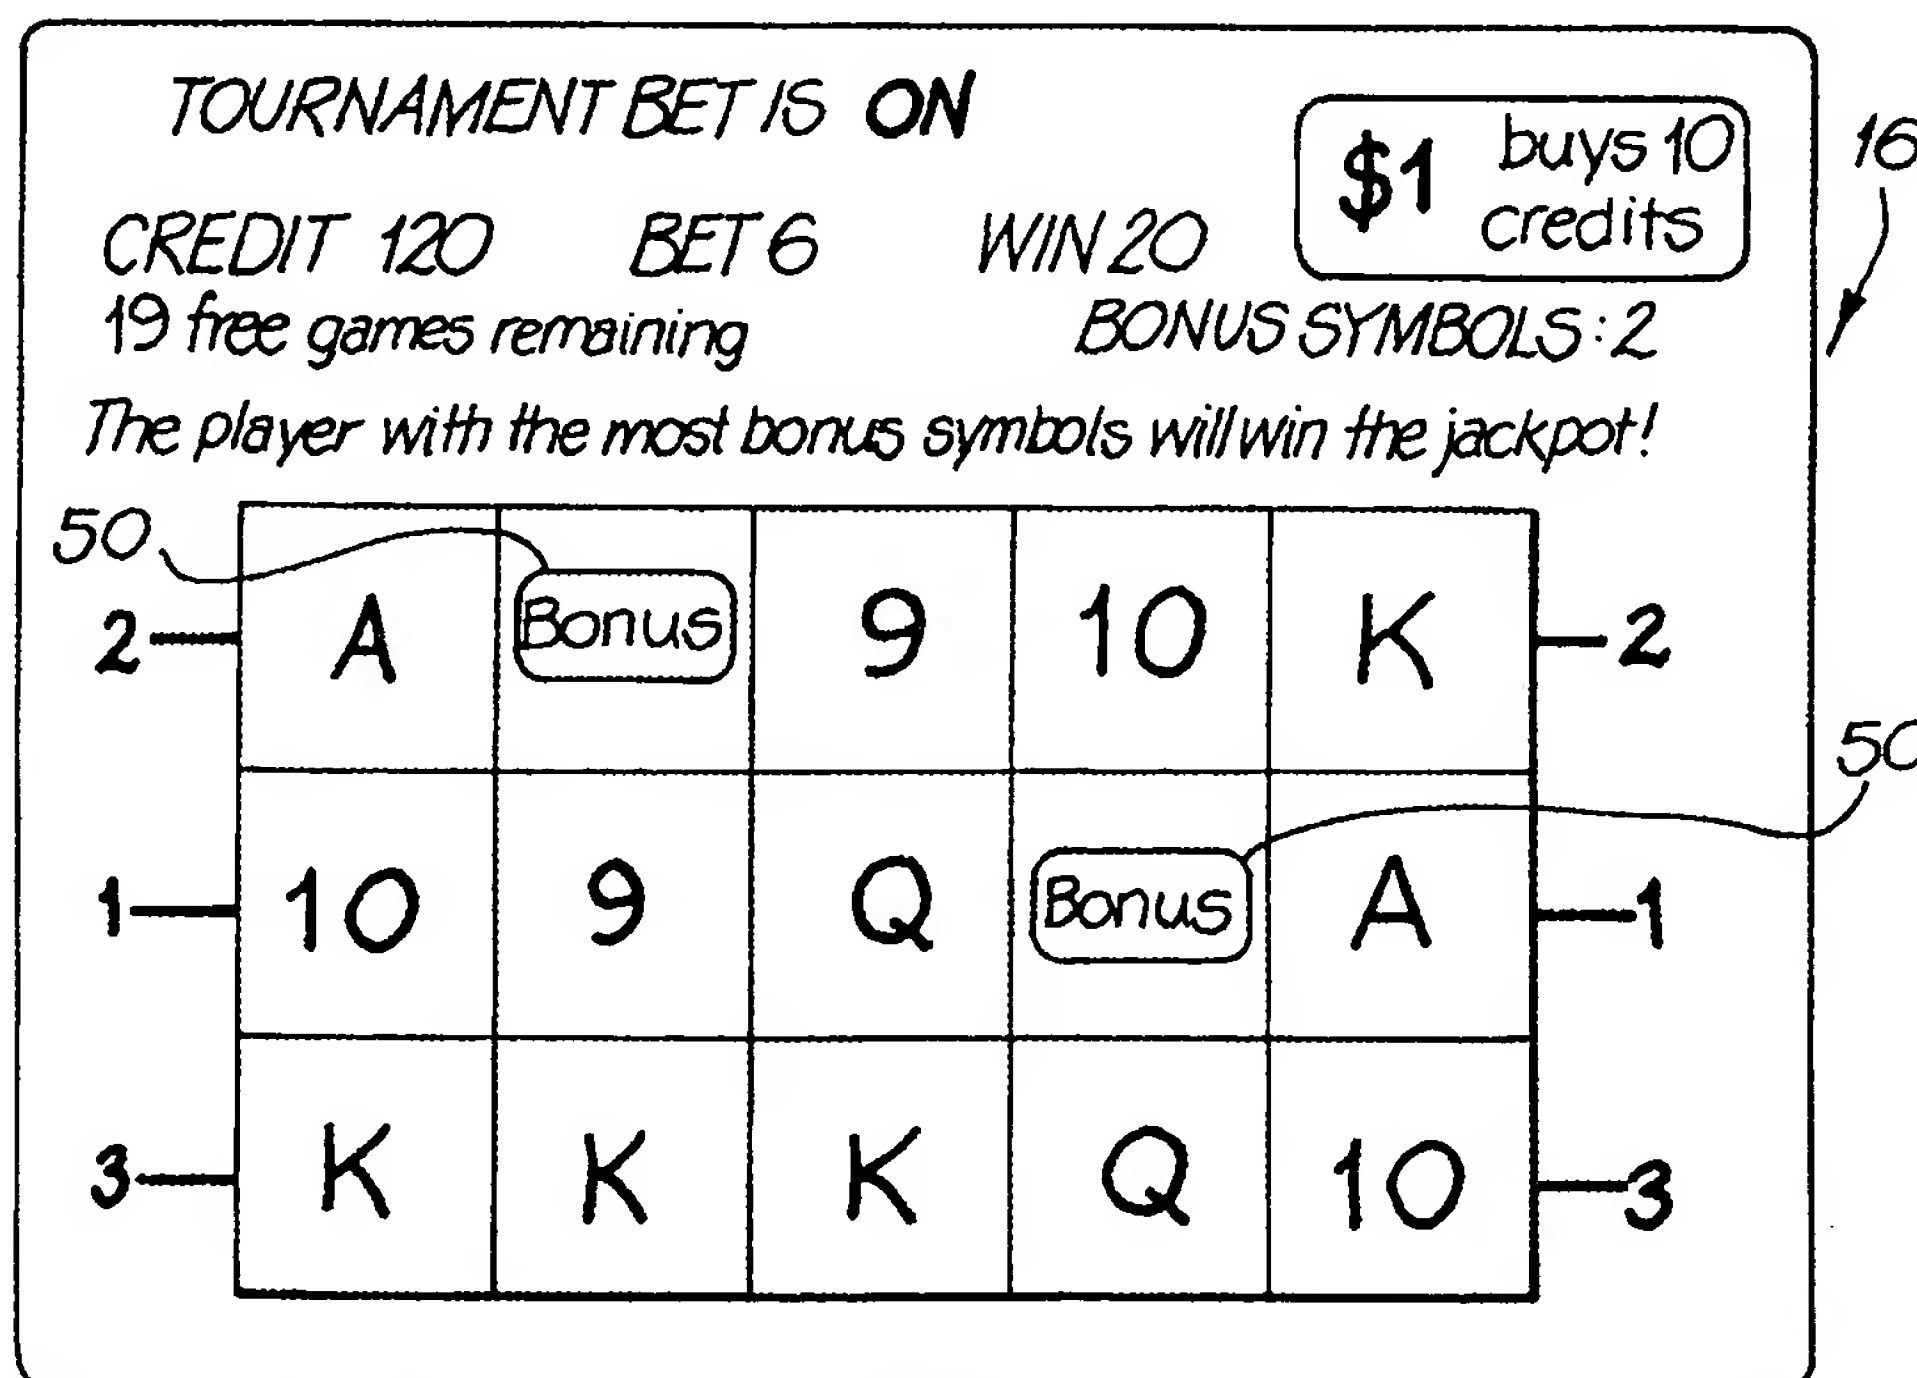 TOURNAMENT BET IS ON
$1 buys 10 credits
16
CREDIT 120 BET 6 WIN 20
19 free games remaining BONUS SYMBOLS: 2
The player with the most bonus symbols will win the jackpot!
50
2 A Bonus 9 10 K 2
50
1 10 9 Q Bonus A 1
3 K K K Q 10 3